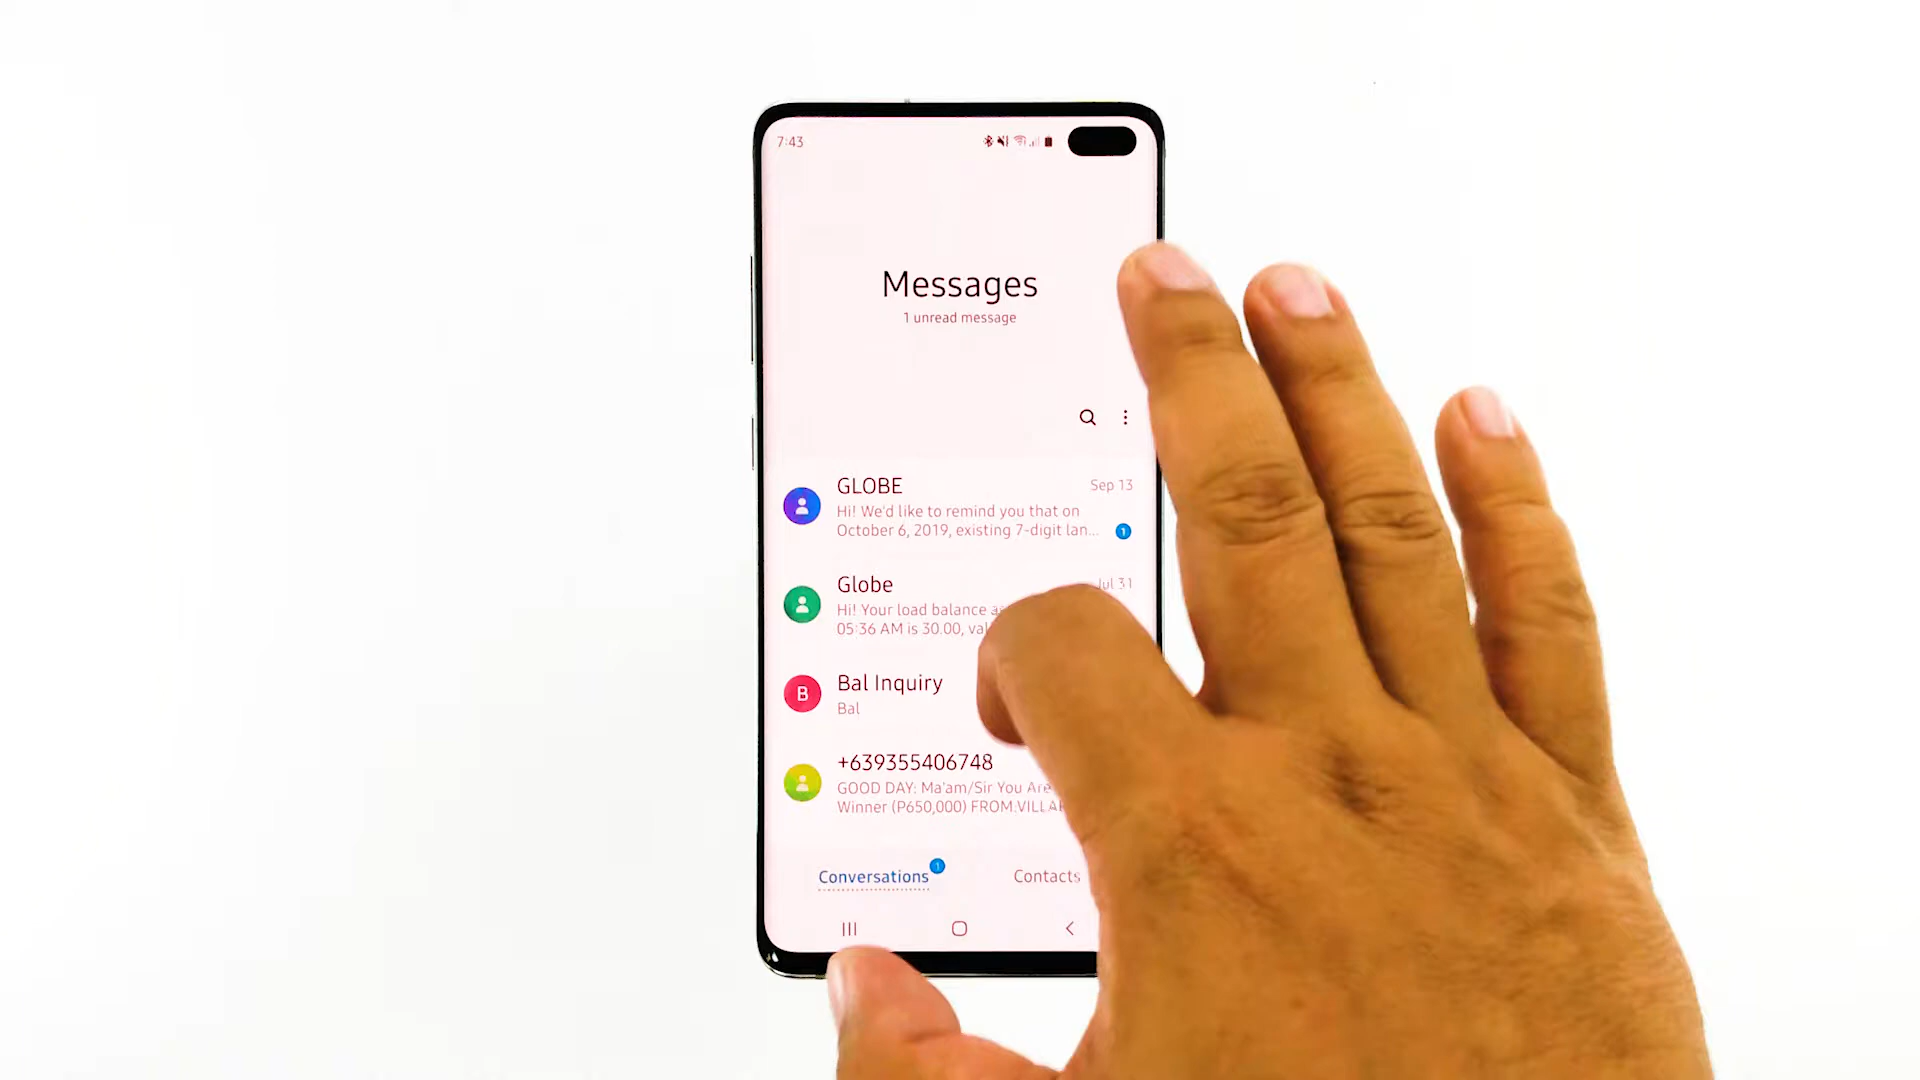 7:43
Messages
1 unread message
GLOBE
Sep 13
Hi! We'd like to remind you that on
October 6, 2019, existing 7-digit lan...
1
Globe
Jul 31
Hi! Your load balance as
05:36 AM is 30.00,
B
Bal Inquiry
Bal
+639355406748
GOOD DAY: Ma'am/Sir You Are
Winner (P650,000) FROM:
Conversations
1
Contacts